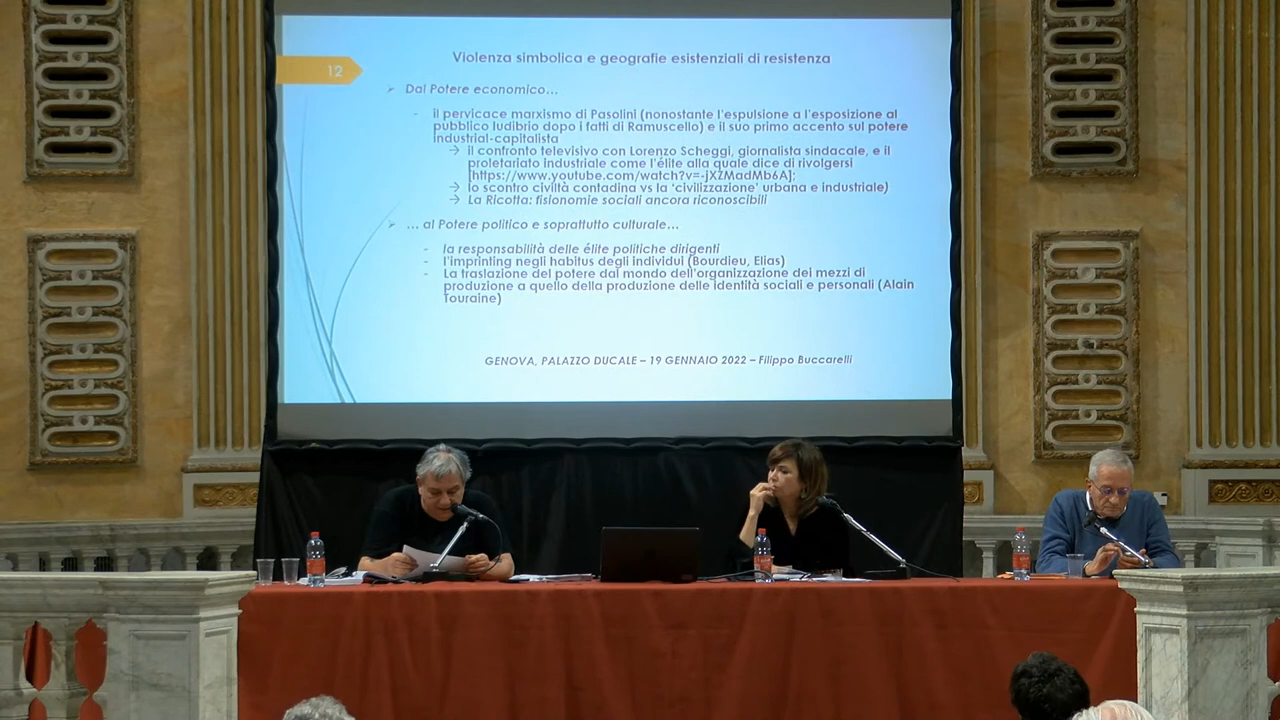 12
Violenza simbolica e geografie esistenziali di resistenza
Dal Potere economico...
- il pervicace marxismo di Pasolini (nonostante l'espulsione a l'esposizione al
pubblico ludibrio dopo i fatti di Ramuscello) e il suo primo accento sul potere
industrial-capitalista
→ il confronto televisivo con Lorenzo Scheggi, giornalista sindacale, e il
proletariato industriale come l'élite alla quale dice di rivolgersi
[https://www.youtube.com/watch?v=-jXZMadMb6A];
→ lo scontro civiltà contadina vs la 'civilizzazione' urbana e industriale)
→ La Ricotta: fisionomie sociali ancora riconoscibili
... al Potere politico e soprattutto culturale...
- la responsabilità delle élite politiche dirigenti
- l'imprinting negli habitus degli individui (Bourdieu, Elias)
- La traslazione del potere dal mondo dell'organizzazione dei mezzi di
produzione a quello della produzione delle identità sociali e personali (Alain
Touraine)
GENOVA, PALAZZO DUCALE – 19 GENNAIO 2022 – Filippo Buccarelli